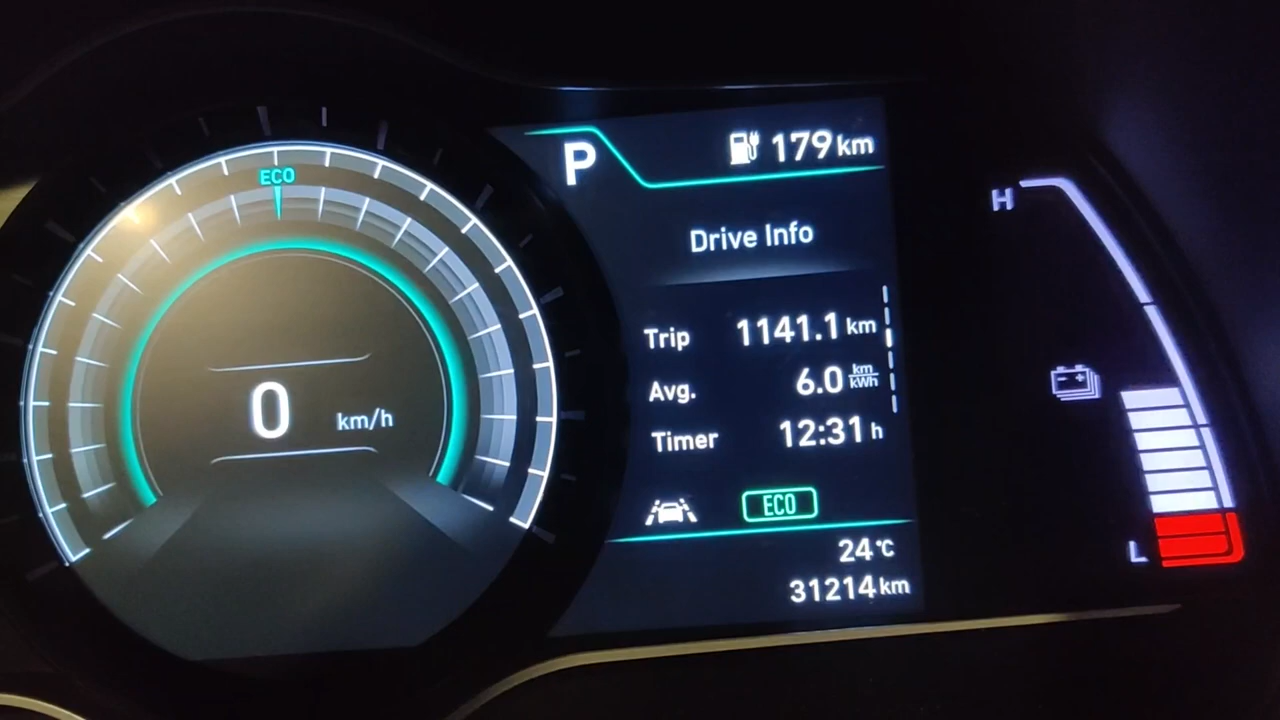 ECO
0 km/h
P 179 km
Drive Info
Trip 1141.1 km
Avg. 6.0 km/kWh
Timer 12:31 h
ECO
24°C
31214 km
H
L